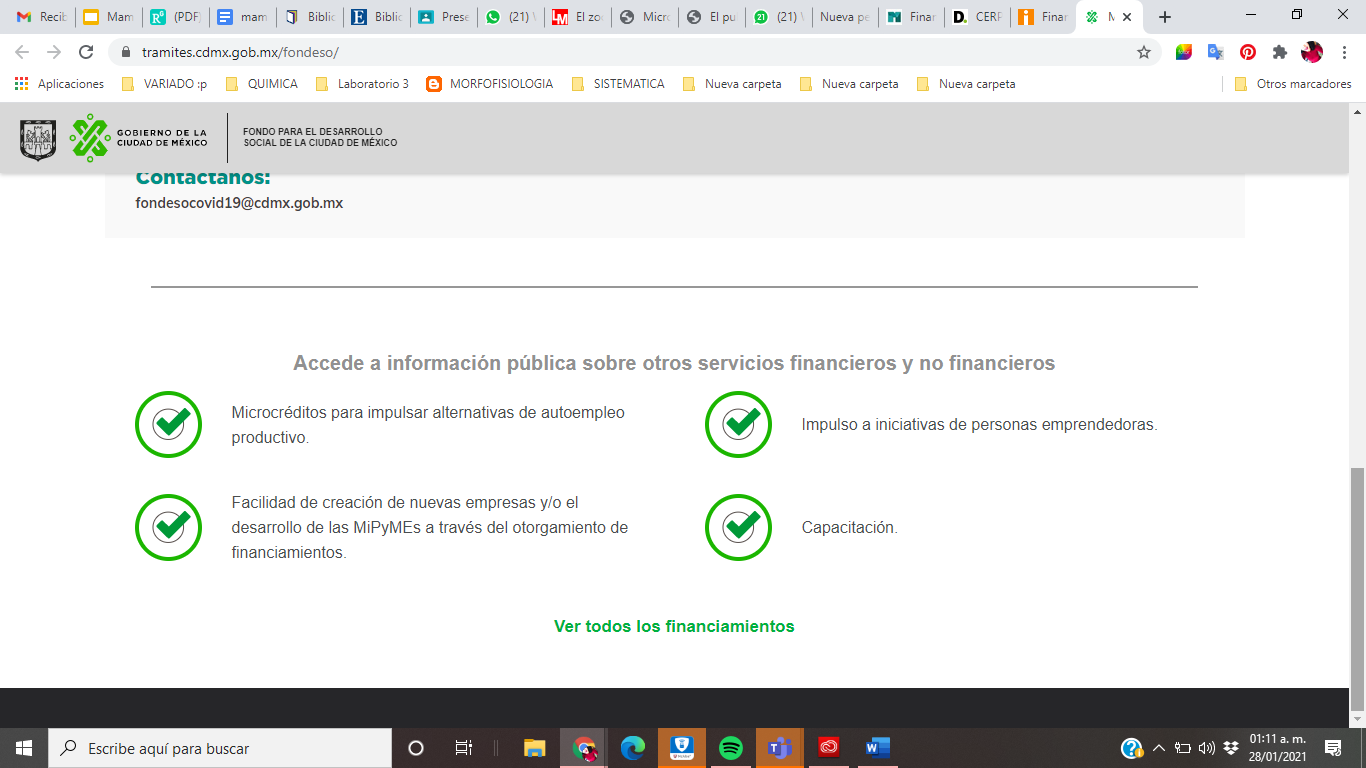 Recib
Mam
(PDF)
mam
Biblic
Biblic
Prese
(21) W
El zoo
Micro
El pu
(21) W
Nueva pe
Finar
CERF
Finar
M
tramites.cdmx.gob.mx/fondeso/
Aplicaciones
VARIADO :p
QUIMICA
Laboratorio 3
MORFOFISIOLOGIA
SISTEMATICA
Nueva carpeta
Nueva carpeta
Nueva carpeta
Otros marcadores
GOBIERNO DE LA
CIUDAD DE MÉXICO
FONDO PARA EL DESARROLLO
SOCIAL DE LA CIUDAD DE MÉXICO
Contáctanos:
fondesocovid19@cdmx.gob.mx
Accede a información pública sobre otros servicios financieros y no financieros
Microcréditos para impulsar alternativas de autoempleo
productivo.
Impulso a iniciativas de personas emprendedoras.
Facilidad de creación de nuevas empresas y/o el
desarrollo de las MiPyMEs a través del otorgamiento de
financiamientos.
Capacitación.
Ver todos los financiamientos
Escribe aquí para buscar
01:11 a. m.
28/01/2021